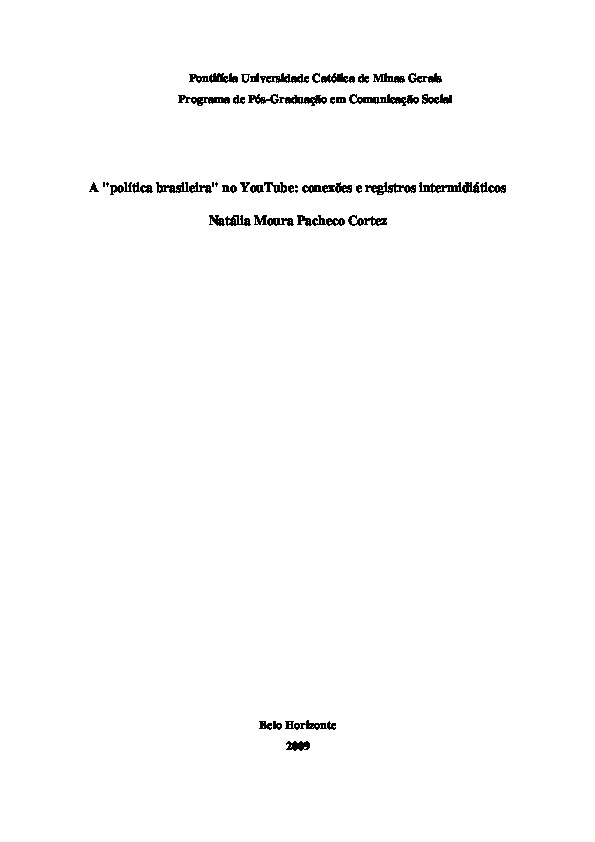 Pontifícia Universidade Católica de Minas Gerais
Programa de Pós-Graduação em Comunicação Social
A "política brasileira" no YouTube: conexões e registros intermidiáticos
Natália Moura Pacheco Cortez
Belo Horizonte
2009